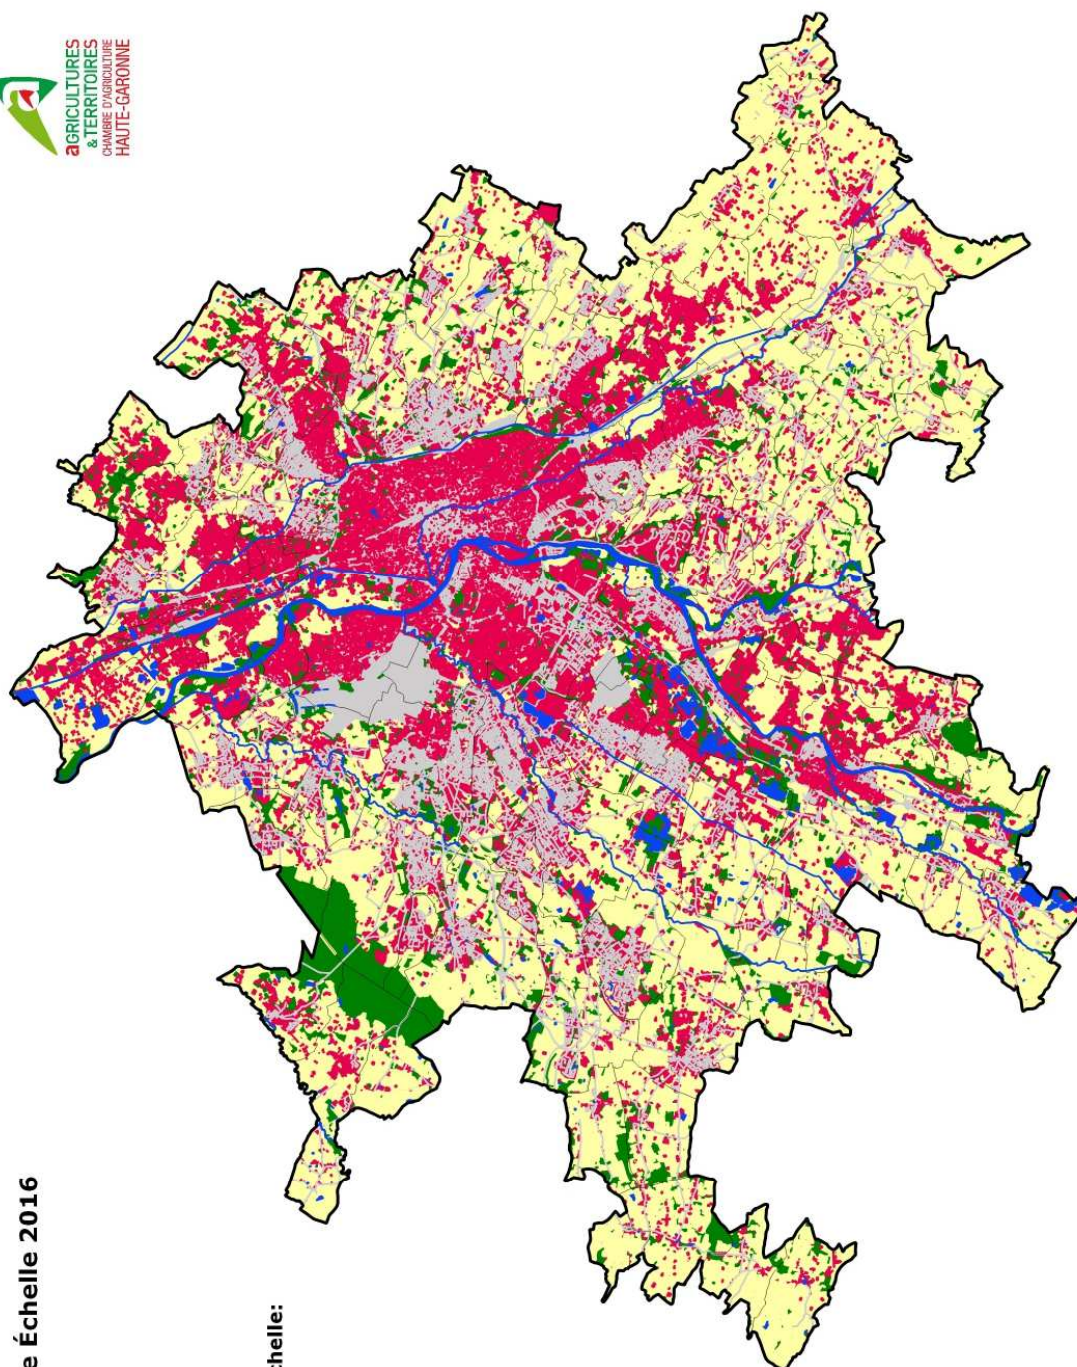 aGRICULTURES
& TERRITOIRES
CHAMBRE D'AGRICULTURE
HAUTE-GARONNE
e Échelle 2016
chelle: